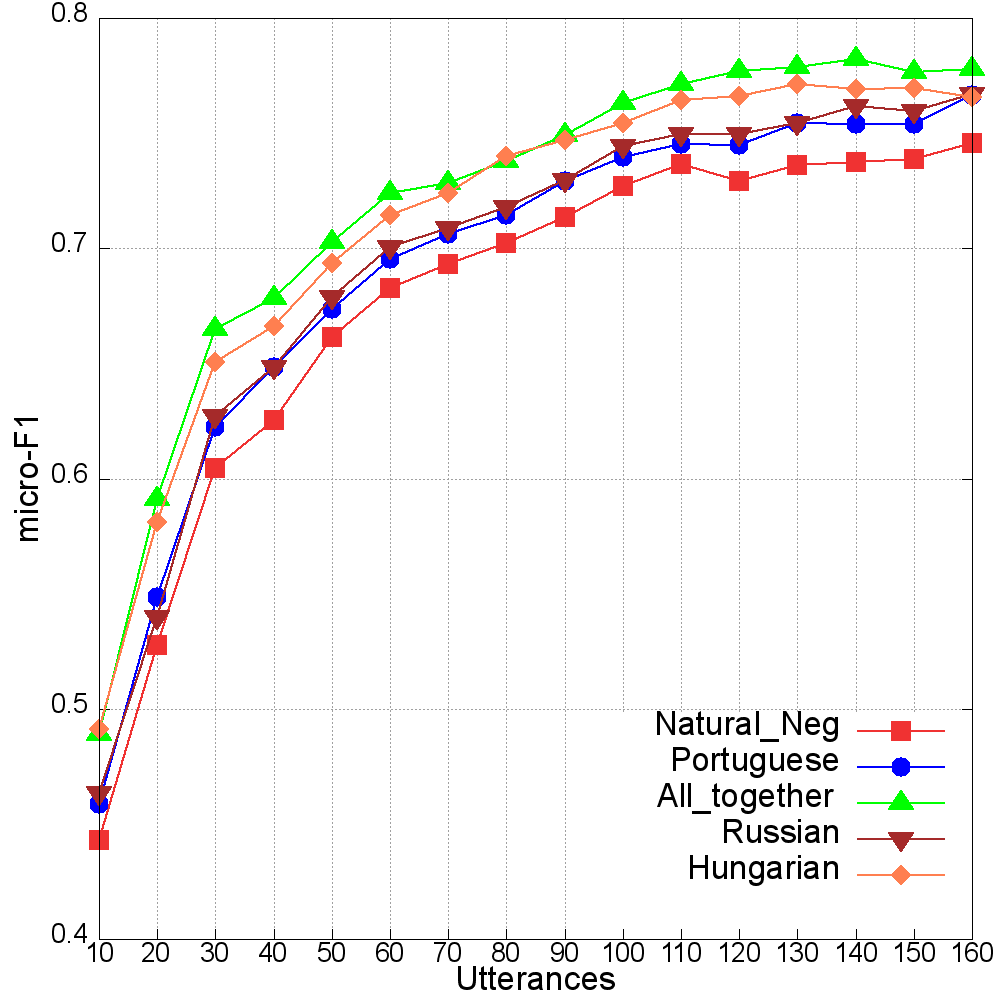 0.8
0.7
0.6
0.5
0.4
micro-F1
Natural_Neg
Portuguese
All_together
Russian
Hungarian
10 20 30 40 50 60 70 80 90 100 110 120 130 140 150 160
Utterances